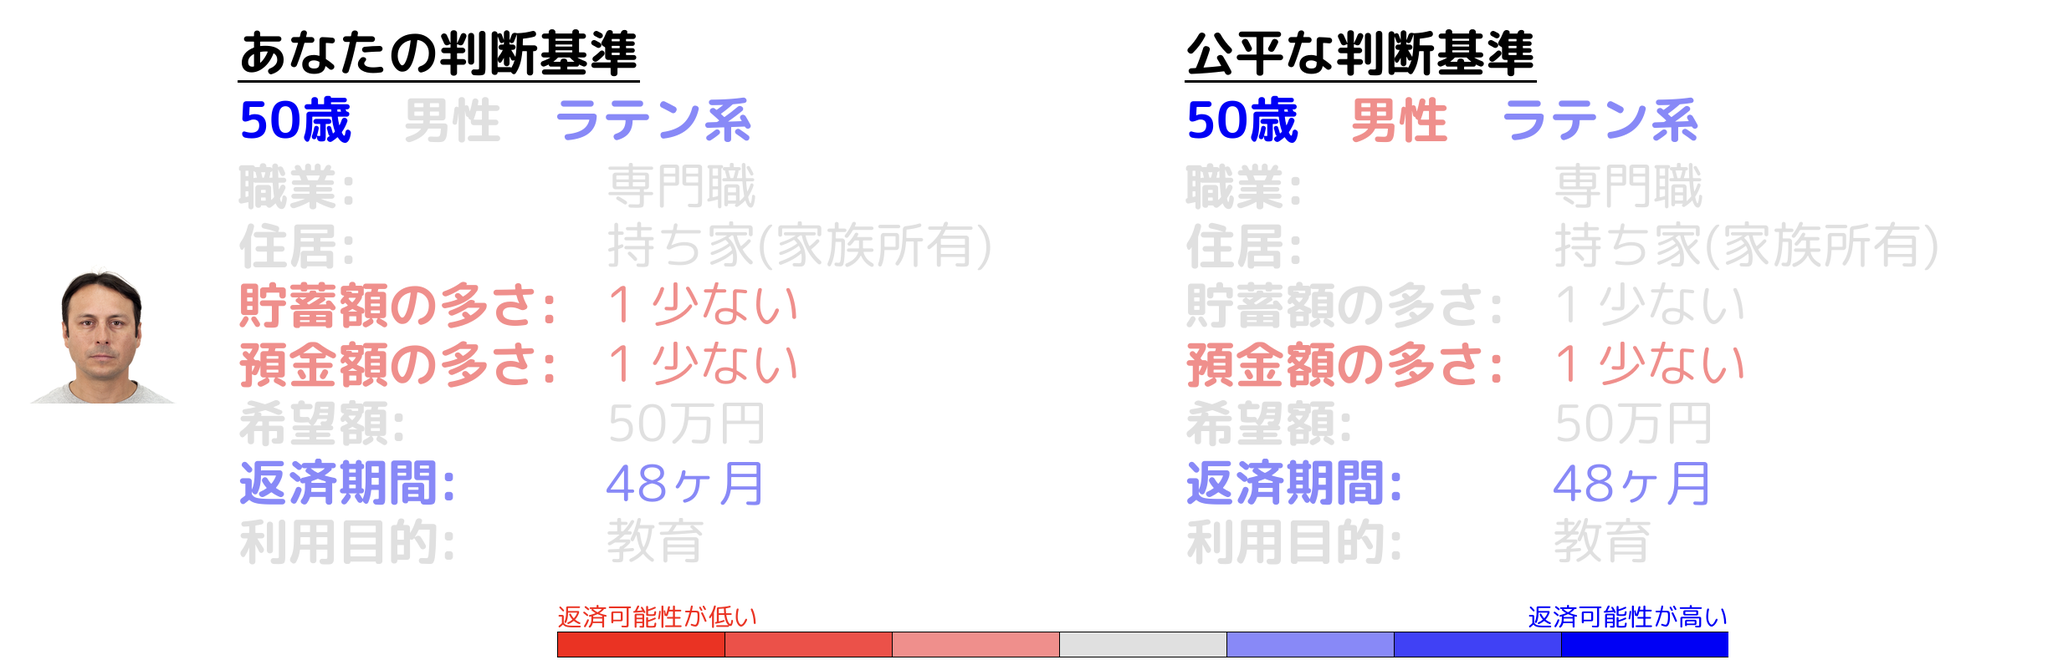 あなたの判断基準
50歳 男性 ラテン系
職業: 専門職
住居: 持ち家(家族所有)
貯蓄額の多さ: 1 少ない
預金額の多さ: 1 少ない
希望額: 50万円
返済期間: 48ヶ月
利用目的: 教育
公平な判断基準
50歳 男性 ラテン系
職業: 専門職
住居: 持ち家(家族所有)
貯蓄額の多さ: 1 少ない
預金額の多さ: 1 少ない
希望額: 50万円
返済期間: 48ヶ月
利用目的: 教育
返済可能性が低い
返済可能性が高い